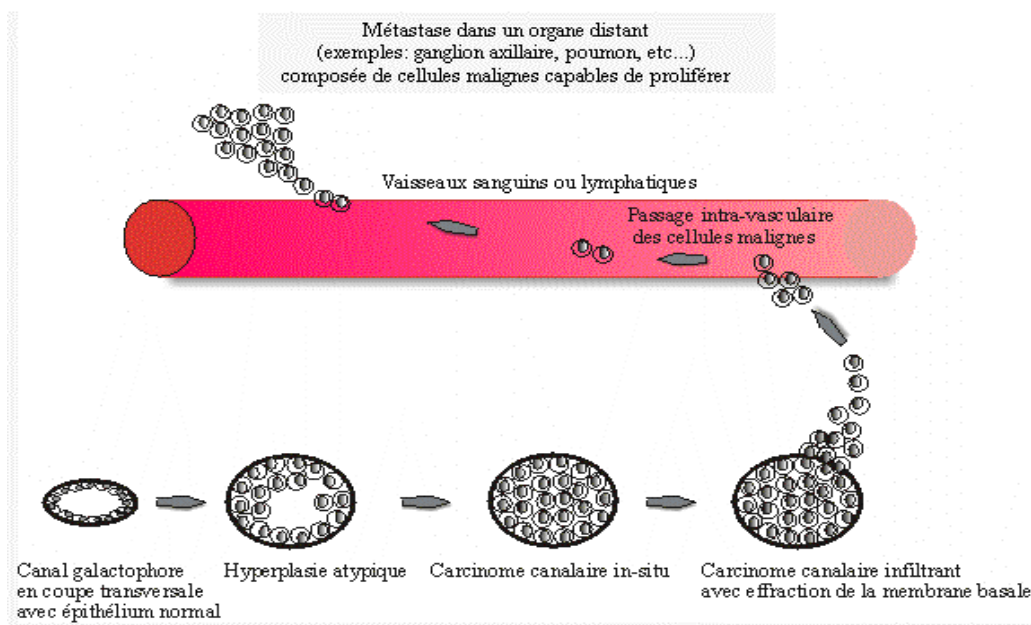 Métastase dans un organe distant
(exemples: ganglion axillaire, poumon, etc...)
composée de cellules malignes capables de proliférer
Vaisseaux sanguins ou lymphatiques
Passage intra-vasculaire
des cellules malignes
Canal galactophore
en coupe transversale
avec épithélium normal
Hyperplasie atypique
Carcinome canalaire in-situ
Carcinome canalaire infiltrant
avec effraction de la membrane basale